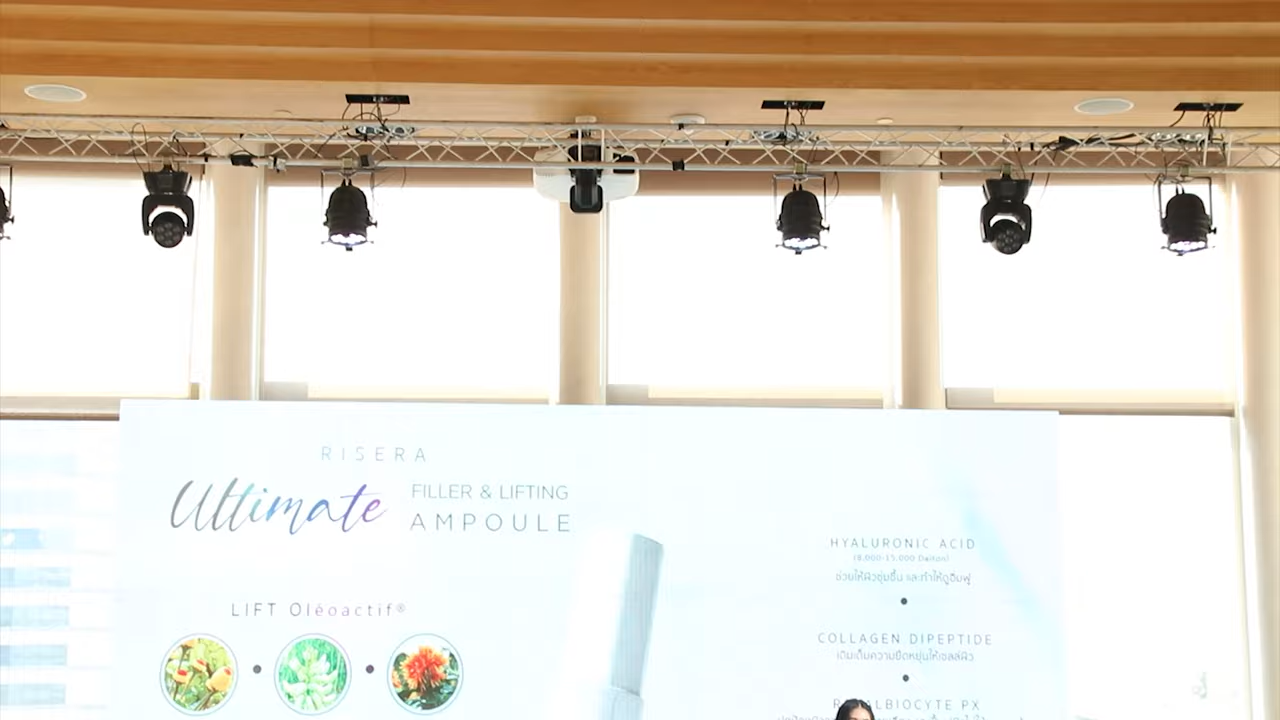 RISERA
Ultimate FILLER & LIFTING
AMPOULE
LIFT Oléoactif®
HYALURONIC ACID
(8,000-15,000 Dalton)
ช่วยให้ผิวชุ่มชื้น และทำให้ดูอิ่มฟู
COLLAGEN DIPEPTIDE
เติมเต็มความยืดหยุ่นให้เซลล์ผิว
PX